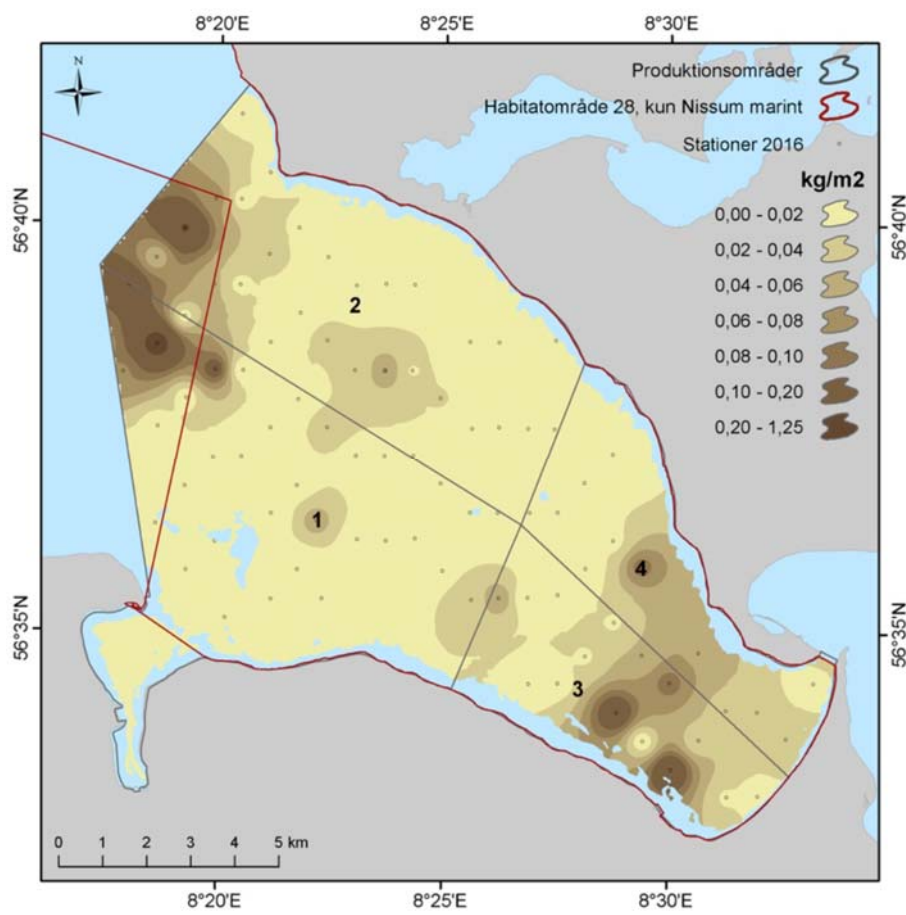 8°20'E 8°25'E 8°30'E
N
Produktionsområder
Habitatområde 28, kun Nissum marint
Stationer 2016
kg/m2
0,00 - 0,02
0,02 - 0,04
0,04 - 0,06
0,06 - 0,08
0,08 - 0,10
0,10 - 0,20
0,20 - 1,25
56°40'N 56°40'N
2
1
4
56°35'N 56°35'N
3
0 1 2 3 4 5 km
8°20'E 8°25'E 8°30'E